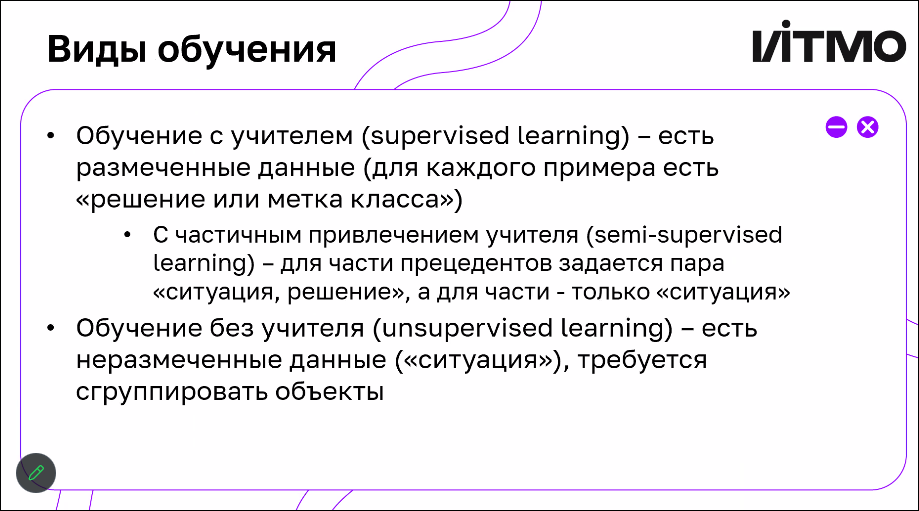 Виды обучения
ИТМО
• Обучение с учителем (supervised learning) – есть
размеченные данные (для каждого примера есть
«решение или метка класса»)
• С частичным привлечением учителя (semi-supervised
learning) – для части прецедентов задается пара
«ситуация, решение», а для части - только «ситуация»
• Обучение без учителя (unsupervised learning) – есть
неразмеченные данные («ситуация»), требуется
сгруппировать объекты